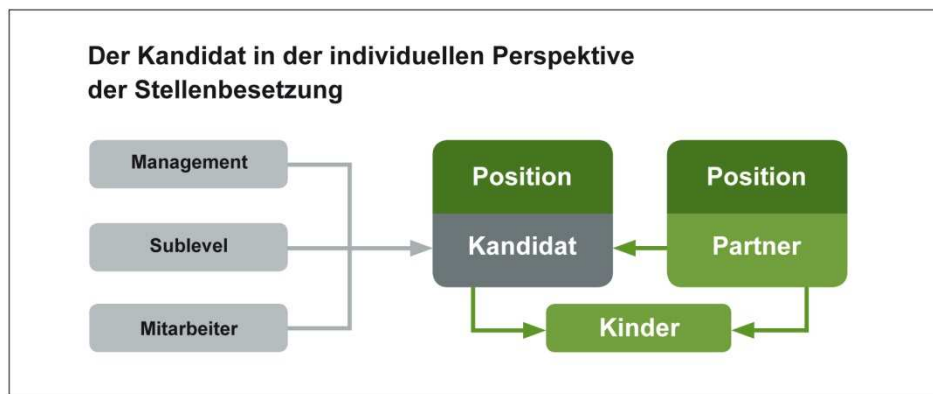 Der Kandidat in der individuellen Perspektive
der Stellenbesetzung
Management
Sublevel
Mitarbeiter
Position
Kandidat
Position
Partner
Kinder